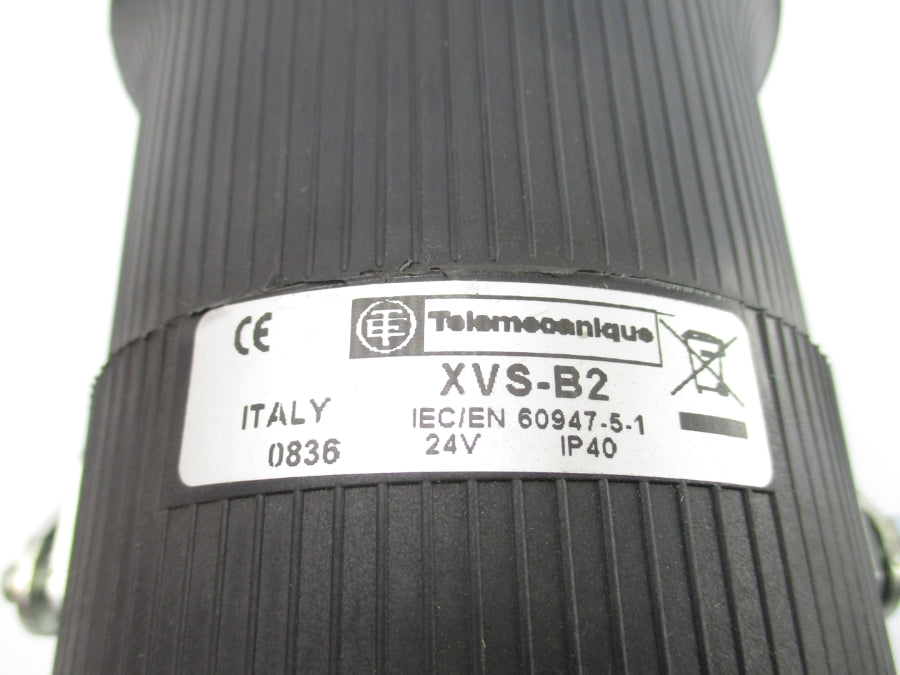 CE
Telemecanique
XVS-B2
ITALY
IEC/EN 60947-5-1
0836
24V IP40